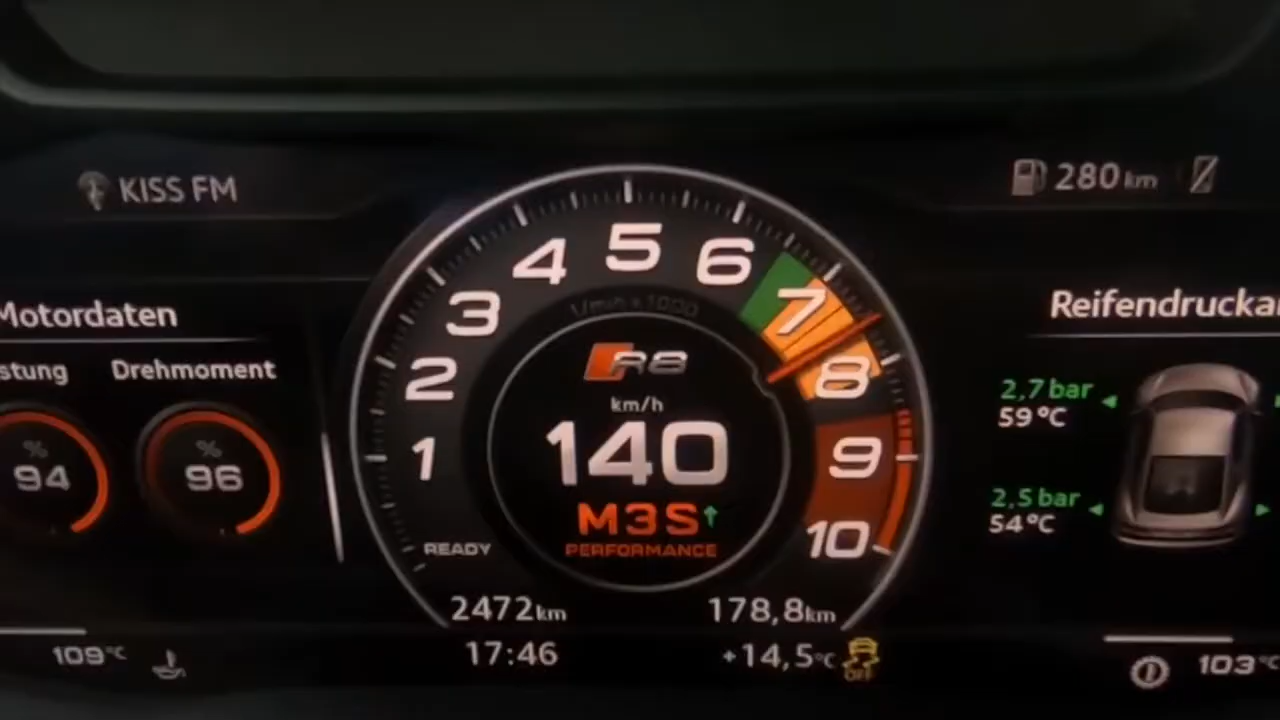 KISS FM
280 km
Motordaten
stung Drehmoment
% 94
% 96
1 2 3 4 5 6 7 8 9 10
1/min x 1000
R8
km/h
140
M3S↑
PERFORMANCE
READY
2472 km
178,8 km
17:46
+14,5°C
OFF
109°C
Reifendrucka
2,7 bar
59°C
2,5 bar
54°C
103°C